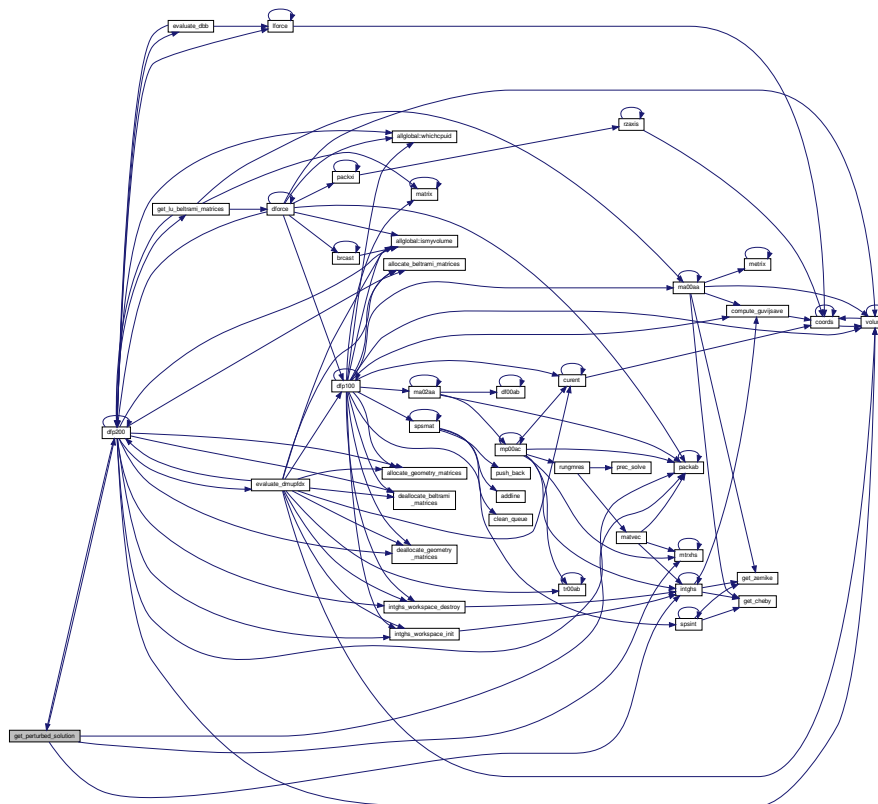 evaluate_dbb
lforce
rzaxis
allglobal::whichcpuid
packxi
matrix
get_lu_beltrami_matrices
dforce
allglobal::ismyvolume
brcast
allocate_beltrami_matrices
metrix
ma00aa
compute_guvijsave
coords
volu
curent
dfp100
ma02aa
df00ab
spsmat
dfp200
mp00ac
push_back
rungmres
prec_solve
packab
allocate_geometry_matrices
evaluate_dmupfdx
deallocate_beltrami
_matrices
addline
clean_queue
matvec
deallocate_geometry
_matrices
mtrxhs
get_zernike
tr00ab
intghs
get_cheby
intghs_workspace_destroy
spsint
intghs_workspace_init
get_perturbed_solution